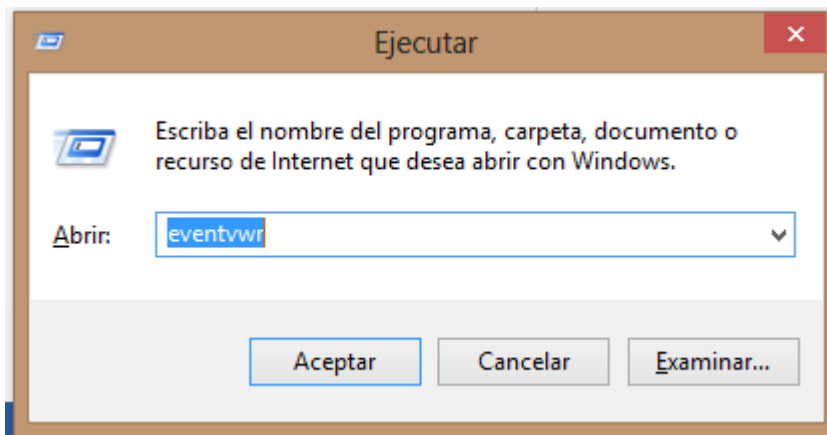 Ejecutar
Escriba el nombre del programa, carpeta, documento o
recurso de Internet que desea abrir con Windows.
Abrir: eventvwr
Aceptar Cancelar Examinar...